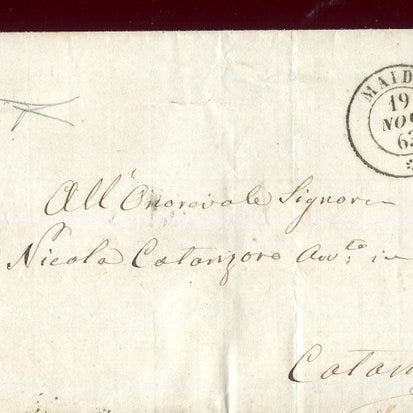 MAID
19
NOV
63
All' Onorevole Signore
Nicola Catanzaro Avv.to in
Catan